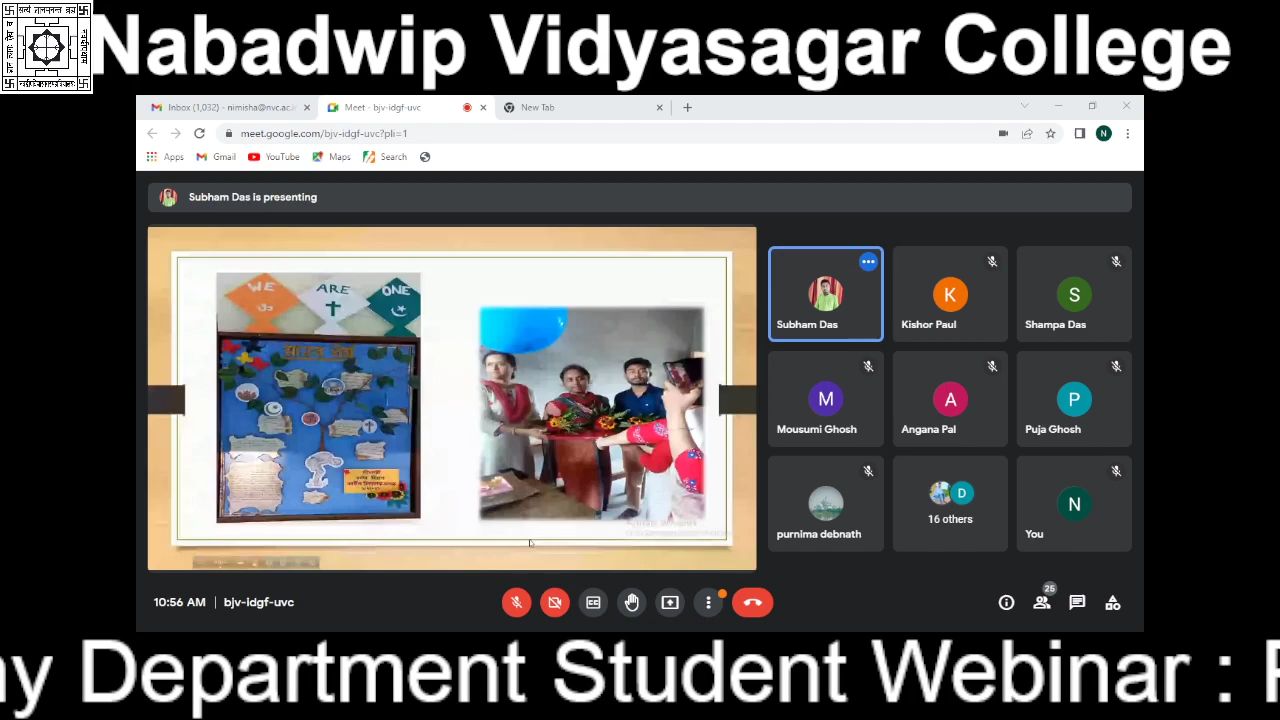 Nabadwip Vidyasagar College
Inbox (1,032) - nimisha@nvc.ac.i
Meet - bjv-idgf-uvc
New Tab
meet.google.com/bjv-idgf-uvc?pli=1
N
Apps
Gmail
YouTube
Maps
Search
Subham Das is presenting
WE
ARE
ONE
Subham Das
K
Kishor Paul
S
Shampa Das
M
Mousumi Ghosh
A
Angana Pal
P
Puja Ghosh
purnima debnath
D
16 others
N
You
10:56 AM
bjv-idgf-uvc
CC
25
ny Department Student Webinar :